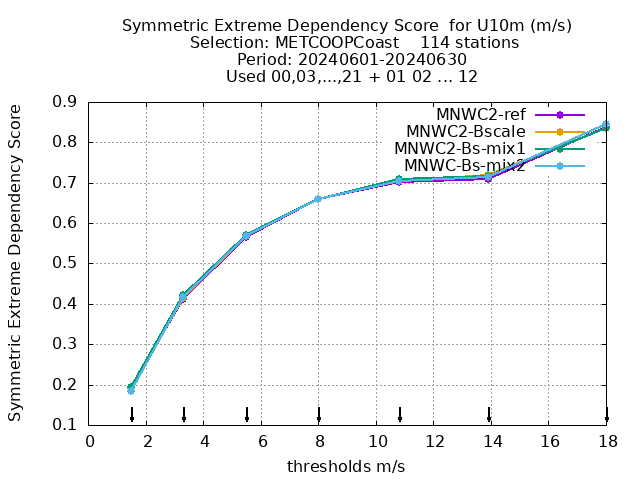 Symmetric Extreme Dependency Score for U10m (m/s)
Selection: METCOOPCoast 114 stations
Period: 20240601-20240630
Used 00,03,...,21 + 01 02 ... 12
Symmetric Extreme Dependency Score
0.9
0.8
0.7
0.6
0.5
0.4
0.3
0.2
0.1
MNWC2-ref
MNWC2-Bscale
MNWC2-Bs-mix1
MNWC-Bs-mix2
0 2 4 6 8 10 12 14 16 18
thresholds m/s